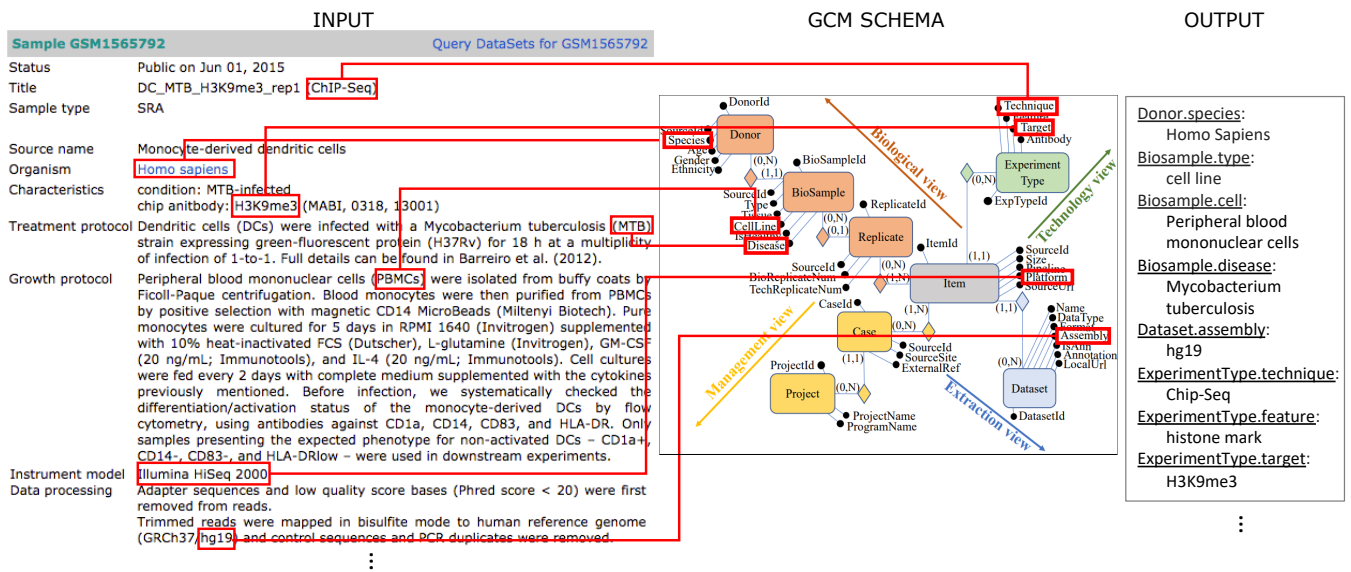 INPUT
GCM SCHEMA
OUTPUT
Sample GSM1565792
Query DataSets for GSM1565792
Status
Public on Jun 01, 2015
Title
DC_MTB_H3K9me3_rep1 (ChIP-Seq)
Sample type
SRA
Source name
Monocyte-derived dendritic cells
Organism
Homo sapiens
Characteristics
condition: MTB-infected
chip anitbody: H3K9me3 (MABI, 0318, 13001)
Treatment protocol
Dendritic cells (DCs) were infected with a Mycobacterium tuberculosis (MTB)
strain expressing green-fluorescent protein (H37Rv) for 18 h at a multiplicity
of infection of 1-to-1. Full details can be found in Barreiro et al. (2012).
Growth protocol
Peripheral blood mononuclear cells (PBMCs) were isolated from buffy coats by
Ficoll-Paque centrifugation. Blood monocytes were then purified from PBMCs
by positive selection with magnetic CD14 MicroBeads (Miltenyi Biotech). Pure
monocytes were cultured for 5 days in RPMI 1640 (Invitrogen) supplemented
with 10% heat-inactivated FCS (Dutscher), L-glutamine (Invitrogen), GM-CSF
(20 ng/mL; Immunotools), and IL-4 (20 ng/mL; Immunotools). Cell cultures
were fed every 2 days with complete medium supplemented with the cytokines
previously mentioned. Before infection, we systematically checked the
differentiation/activation status of the monocyte-derived DCs by flow
cytometry, using antibodies against CD1a, CD14, CD83, and HLA-DR. Only
samples presenting the expected phenotype for non-activated DCs – CD1a+,
CD14-, CD83-, and HLA-DRlow – were used in downstream experiments.
Instrument model
Illumina HiSeq 2000
Data processing
Adapter sequences and low quality score bases (Phred score < 20) were first
removed from reads.
Trimmed reads were mapped in bisulfite mode to human reference genome
(GRCh37/hg19) and control sequences and PCR duplicates were removed.
DonorId
Species
Age
Gender
Ethnicity
Donor
(0,N)
(1,1)
BioSampleId
BioSample
SourceId
Type
CellLine
Disease
(0,N)
(0,1)
ReplicateId
Replicate
SourceId
BioReplicateNum
TechReplicateNum
(0,N)
(1,N)
Biological view
Technique
Target
Antibody
Experiment
Type
(0,N)
ExpTypeId
Technology view
ItemId
Item
(1,1)
SourceId
Size
Pipeline
Platform
SourceUrl
(1,1)
(1,N)
CaseId
Case
(0,N)
SourceId
SourceSite
ExternalRef
(1,1)
Management view
ProjectId
Project
(0,N)
ProjectName
ProgramName
Name
DataType
Format
Assembly
IsAnn
Annotation
LocalUrl
(0,N)
Dataset
DatasetId
Extraction view
Donor.species:
Homo Sapiens
Biosample.type:
cell line
Biosample.cell:
Peripheral blood
mononuclear cells
Biosample.disease:
Mycobacterium
tuberculosis
Dataset.assembly:
hg19
ExperimentType.technique:
Chip-Seq
ExperimentType.feature:
histone mark
ExperimentType.target:
H3K9me3